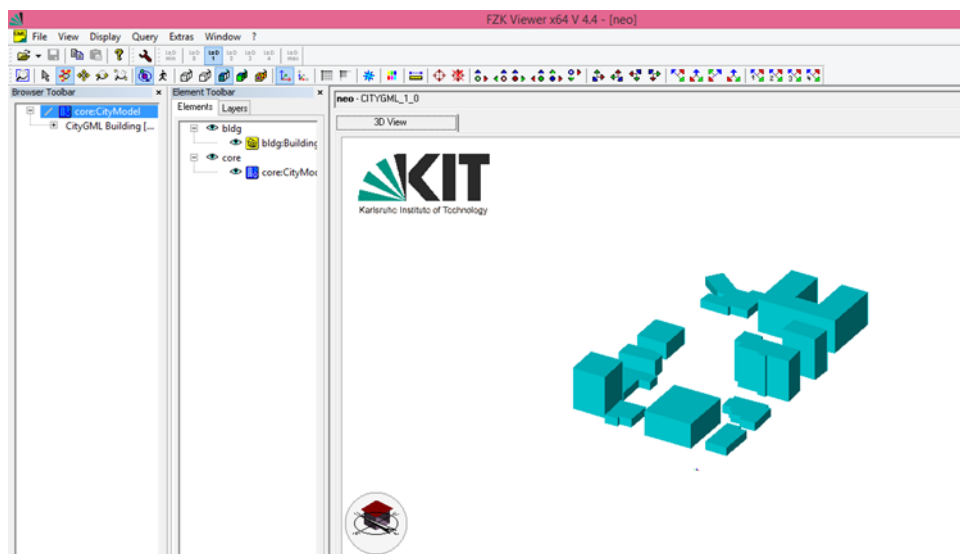 FZK Viewer x64 V 4.4 - [neo]
File View Display Query Extras Window ?
Browser Toolbar
core:CityModel
CityGML Building [...
Element Toolbar
Elements Layers
bldg
bldg:Building
core
core:CityMo
neo - CITYGML_1_0
3D View
KIT
Karlsruhe Institute of Technology